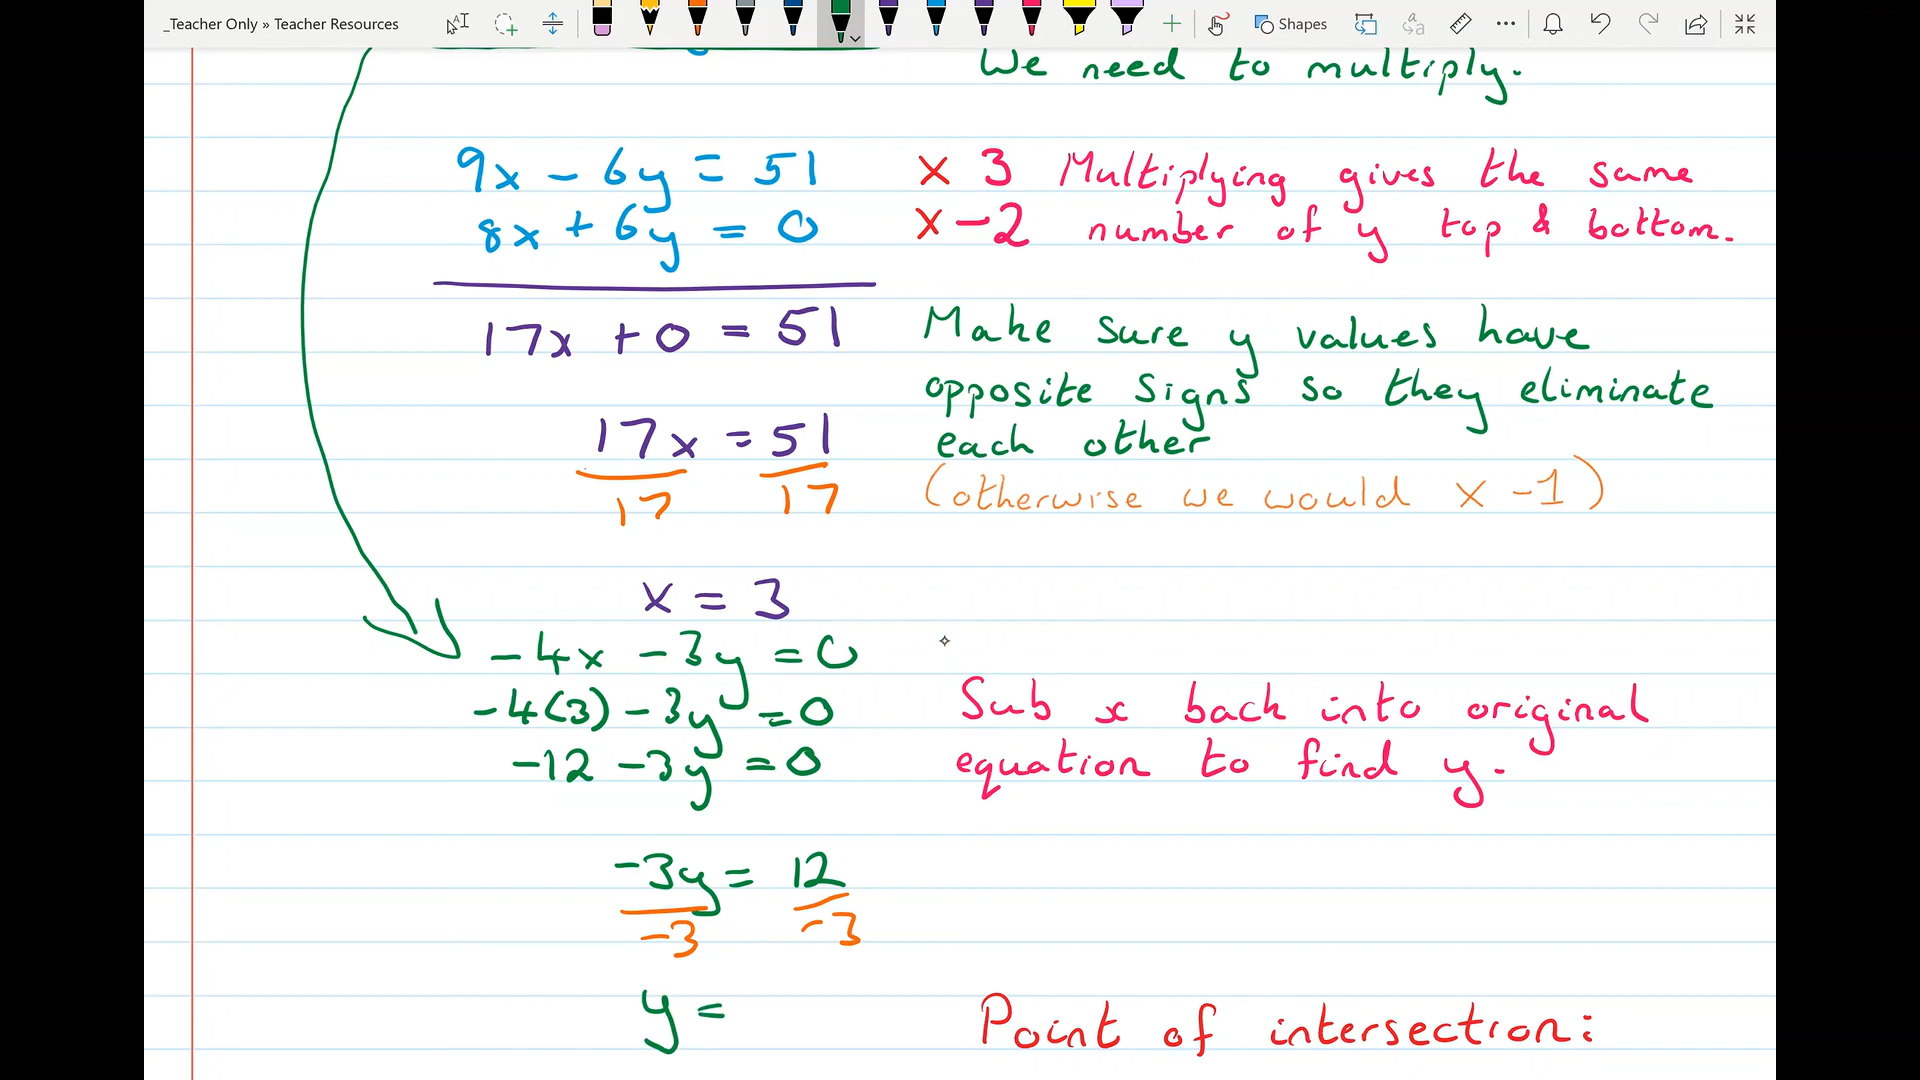 _Teacher Only » Teacher Resources
Shapes
We need to multiply.
9x - 6y = 51 x 3 Multiplying gives the same
8x + 6y = 0 x -2 number of y top & bottom.
17x + 0 = 51 Make sure y values have
opposite signs so they eliminate
17x = 51 each other
17 17 (otherwise we would x -1)
x = 3
-4x - 3y = 0
-4(3) - 3y = 0 Sub x back into original
-12 - 3y = 0 equation to find y.
-3y = 12
-3 -3
y = Point of intersection: